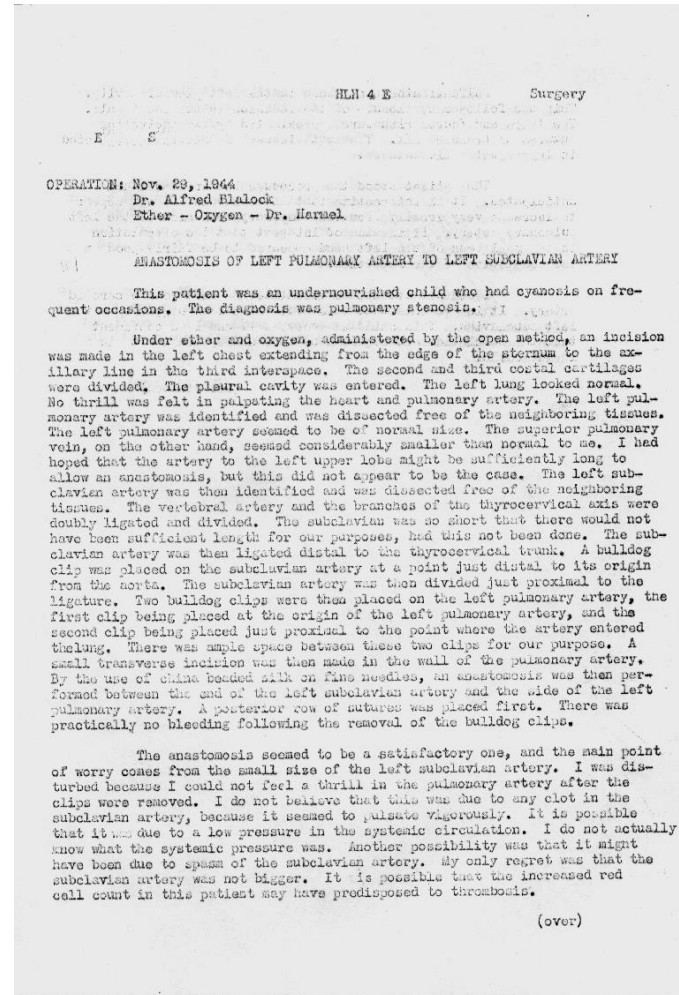 HLH 4 E Surgery
E S
OPERATION: Nov. 29, 1944
Dr. Alfred Blalock
Ether - Oxygen - Dr. Harmel
ANASTOMOSIS OF LEFT PULMONARY ARTERY TO LEFT SUBCLAVIAN ARTERY
This patient was an undernourished child who had cyanosis on fre-
quent occasions. The diagnosis was pulmonary stenosis.
Under ether and oxygen, administered by the open method, an incision
was made in the left chest extending from the edge of the sternum to the ax-
illary line in the third interspace. The second and third costal cartilages
were divided. The pleural cavity was entered. The left lung looked normal.
No thrill was felt in palpating the heart and pulmonary artery. The left pul-
monary artery was identified and was dissected free of the neighboring tissues.
The left pulmonary artery seemed to be of normal size. The superior pulmonary
vein, on the other hand, seemed considerably smaller than normal to me. I had
hoped that the artery to the left upper lobe might be sufficiently long to
allow an anastomosis, but this did not appear to be the case. The left sub-
clavian artery was then identified and was dissected free of the neighboring
tissues. The vertebral artery and the branches of the thyrocervical axis were
doubly ligated and divided. The subclavian was so short that there would not
have been sufficient length for our purposes, had this not been done. The sub-
clavian artery was then ligated distal to the thyrocervical trunk. A bulldog
clip was placed on the subclavian artery at a point just distal to its origin
from the aorta. The subclavian artery was then divided just proximal to the
ligature. Two bulldog clips were then placed on the left pulmonary artery, the
first clip being placed at the origin of the left pulmonary artery, and the
second clip being placed just proximal to the point where the artery entered
thelung. There was ample space between these two clips for our purpose. A
small transverse incision was then made in the wall of the pulmonary artery.
By the use of china beaded silk on fine needles, an anastomosis was then per-
formed between the end of the left subclavian artery and the side of the left
pulmonary artery. A posterior row of sutures was placed first. There was
practically no bleeding following the removal of the bulldog clips.
The anastomosis seemed to be a satisfactory one, and the main point
of worry comes from the small size of the left subclavian artery. I was dis-
turbed because I could not feel a thrill in the pulmonary artery after the
clips were removed. I do not believe that this was due to any clot in the
subclavian artery, because it seemed to pulsate vigorously. It is possible
that it was due to a low pressure in the systemic circulation. I do not actually
know what the systemic pressure was. Another possibility was that it might
have been due to spasm of the subclavian artery. My only regret was that the
subclavian artery was not bigger. It is possible that the increased red
cell count in this patient may have predisposed to thrombosis.
(over)